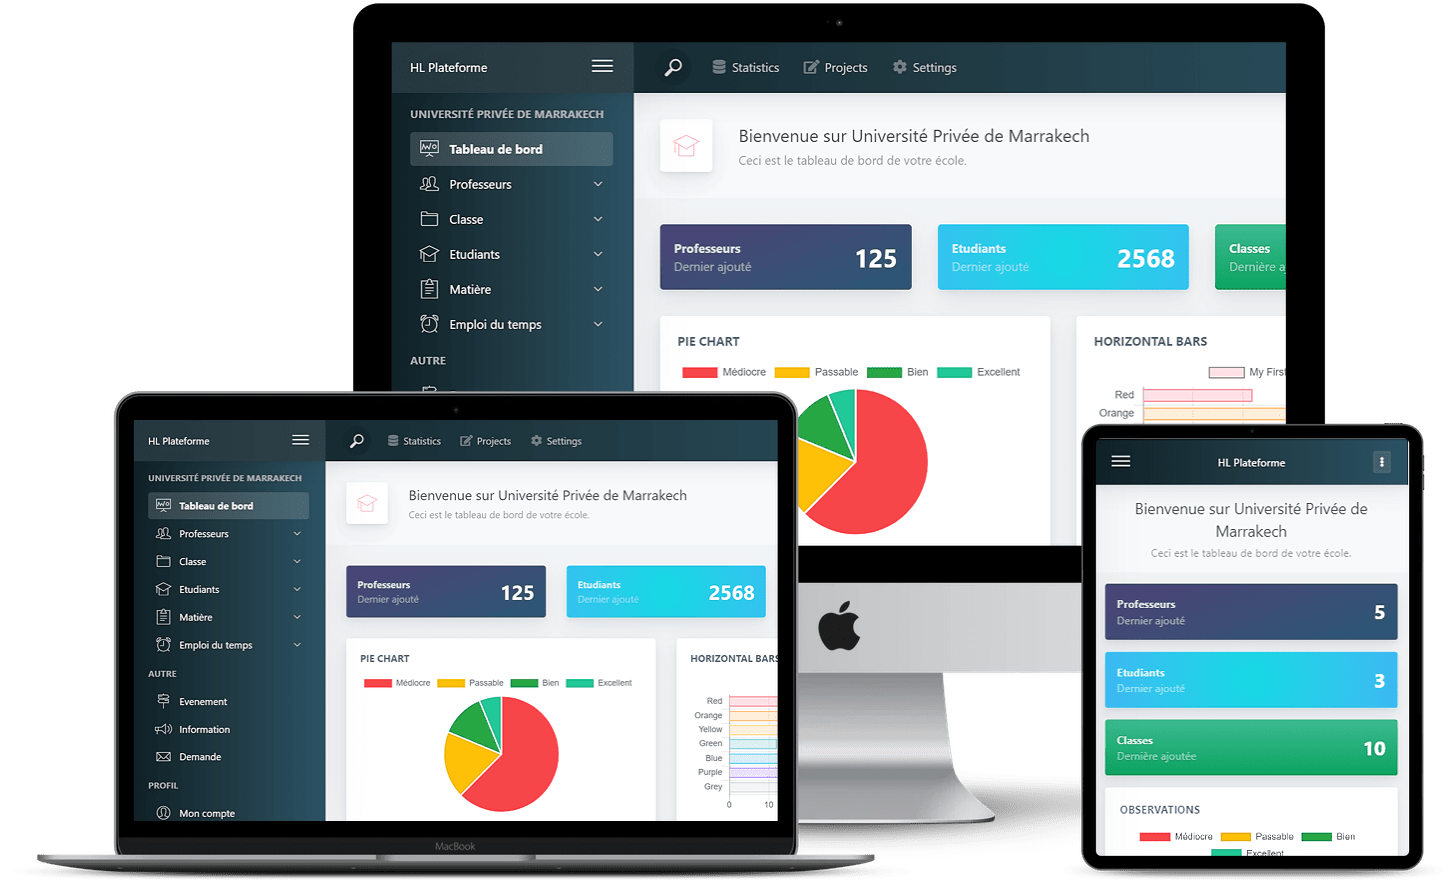 HL Plateforme
Statistics
Projects
Settings
UNIVERSITÉ PRIVÉE DE MARRAKECH
Tableau de bord
Professeurs
Classe
Etudiants
Matière
Emploi du temps
AUTRE
Bienvenue sur Université Privée de Marrakech
Ceci est le tableau de bord de votre école.
Professeurs
Dernier ajouté
125
Etudiants
Dernier ajouté
2568
Classes
Dernière a
PIE CHART
Médiocre Passable Bien Excellent
HORIZONTAL BARS
My First
Red
Orange
HL Plateforme
Statistics
Projects
Settings
UNIVERSITÉ PRIVÉE DE MARRAKECH
Tableau de bord
Professeurs
Classe
Etudiants
Matière
Emploi du temps
AUTRE
Evenement
Information
Demande
PROFIL
Mon compte
Bienvenue sur Université Privée de Marrakech
Ceci est le tableau de bord de votre école.
Professeurs
Dernier ajouté
125
Etudiants
Dernier ajouté
2568
PIE CHART
Médiocre Passable Bien Excellent
HORIZONTAL BARS
Red
Orange
Yellow
Green
Blue
Purple
Grey
0 10
MacBook
HL Plateforme
Bienvenue sur Université Privée de
Marrakech
Ceci est le tableau de bord de votre école.
Professeurs
Dernier ajouté
5
Etudiants
Dernier ajouté
3
Classes
Dernière ajoutée
10
OBSERVATIONS
Médiocre Passable Bien
Excellent